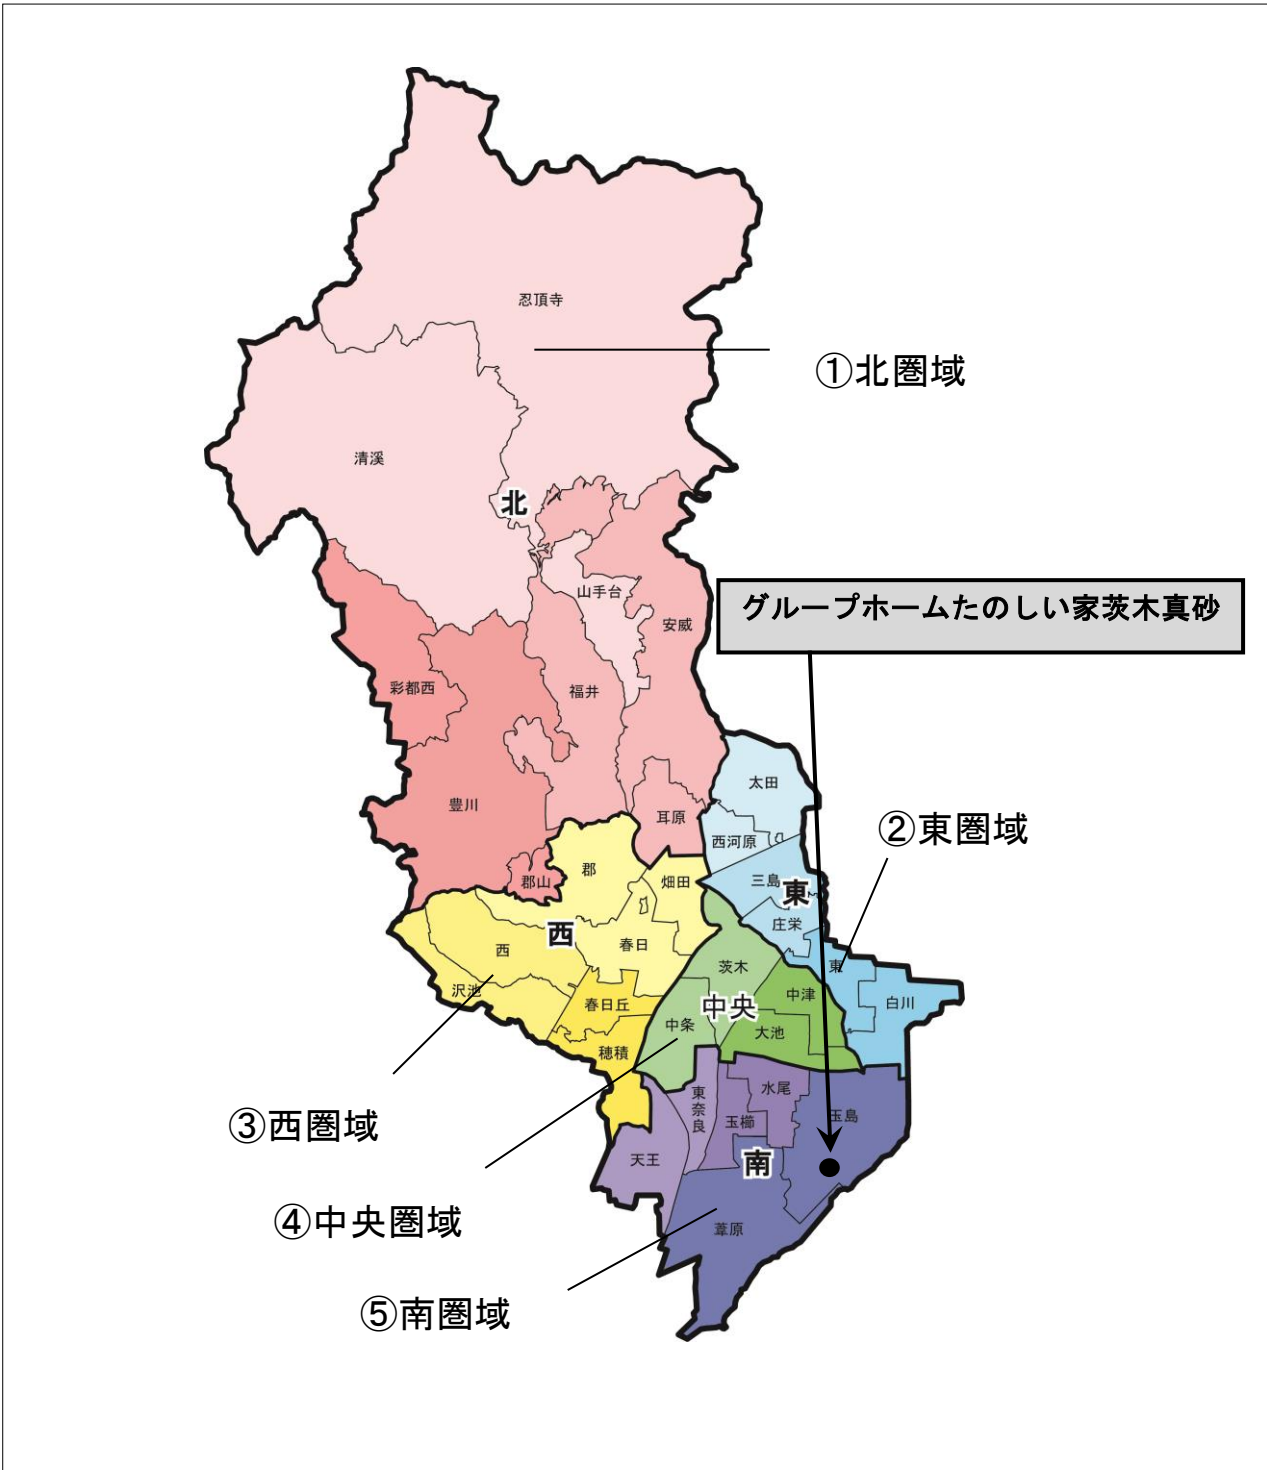 忍頂寺
①北圏域
清溪
北
山手台
グループホームたのしい家茨木真砂
安威
彩都西
福井
太田
豊川
耳原
②東圏域
西河原
郡
郡山
畑田
三島
東
庄栄
西
春日
茨木
東
沢池
春日丘
中央
中津
白川
中条
大池
穂積
水尾
東奈良
玉櫛
玉島
③西圏域
天王
南
④中央圏域
葦原
⑤南圏域